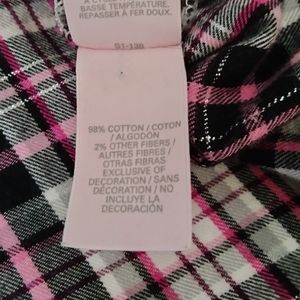 BASSE TEMPÉRATURE.
REPASSER À FER DOUX.
S1-138
98% COTTON / COTON
/ ALGODÓN
2% OTHER FIBERS /
AUTRES FIBRES /
OTRAS FIBRAS
EXCLUSIVE OF
DECORATION / SANS
DÉCORATION / NO
INCLUYE LA
DECORACIÓN